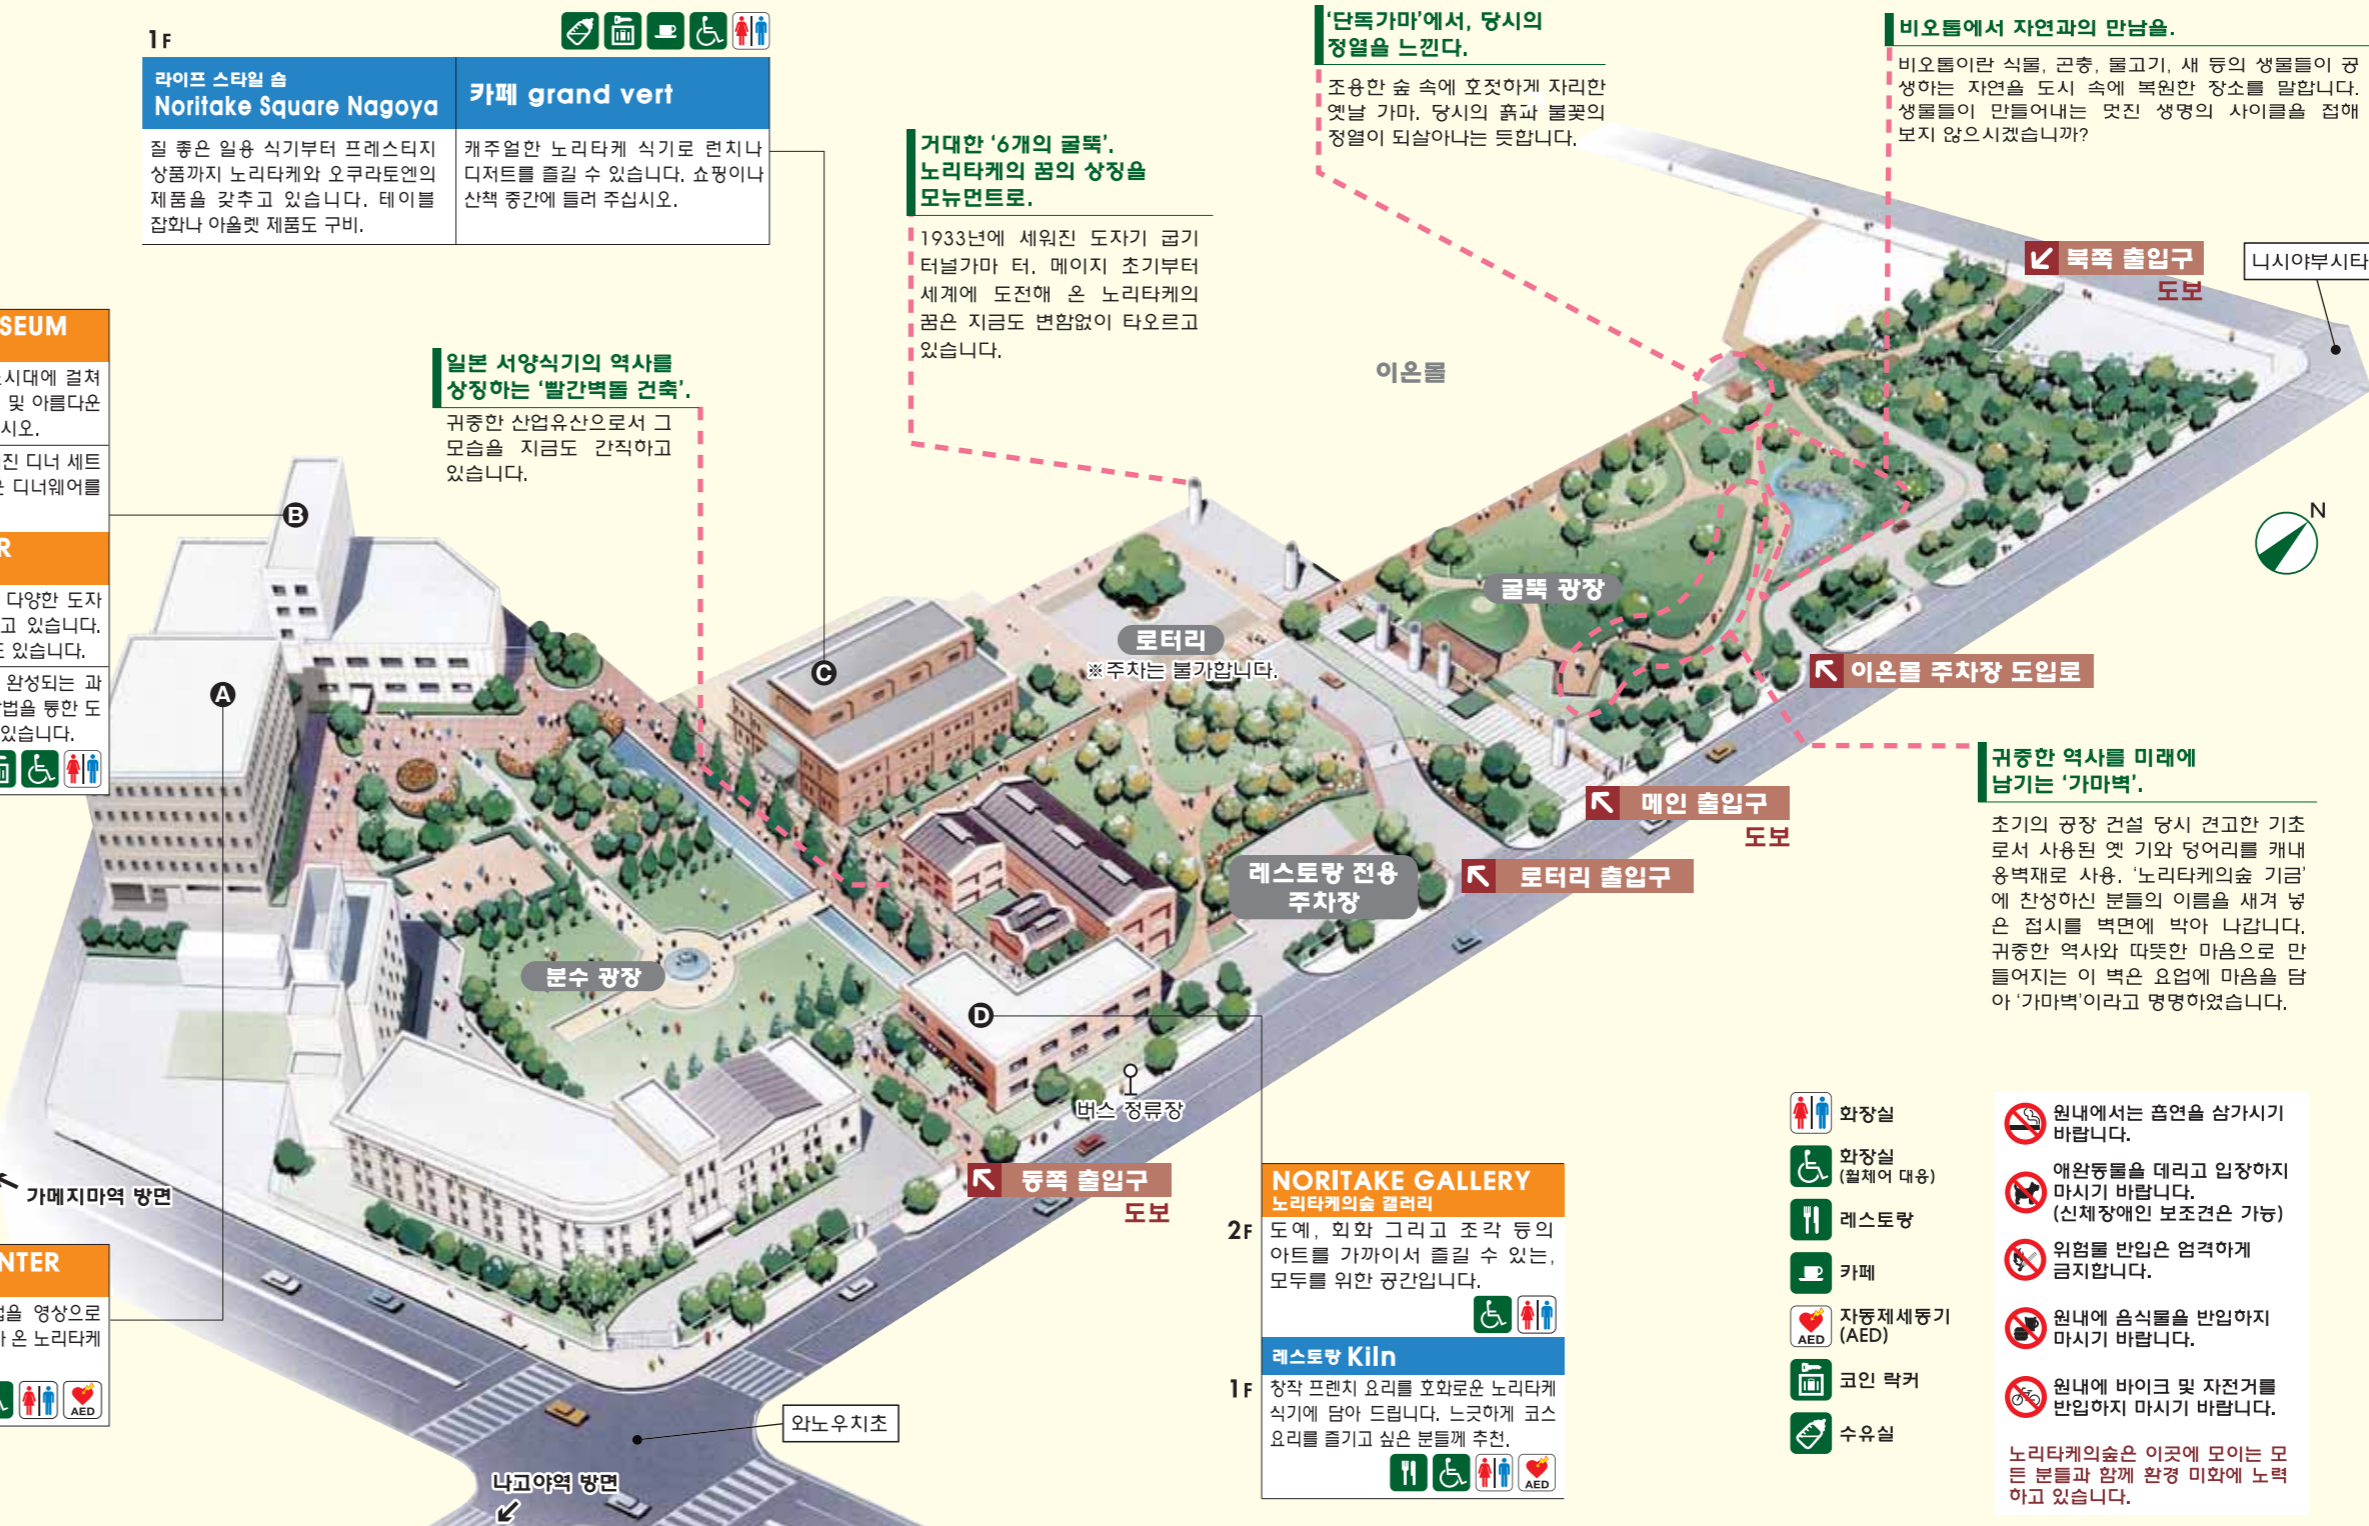 1F
라이프 스타일 숍
Noritake Square Nagoya
질 좋은 일용 식기부터 프레스티지
상품까지 노리타케와 오쿠라토엔의
제품을 갖추고 있습니다. 테이블
잡화나 아울렛 제품도 구비.
카페 grand vert
캐주얼한 노리타케 식기로 런치나
디저트를 즐길 수 있습니다. 쇼핑이나
산책 중간에 들러 주십시오.
거대한 ‘6개의 굴뚝’.
노리타케의 꿈의 상징을
모뉴먼트로.
1933년에 세워진 도자기 굽기
터널가마 터. 메이지 초기부터
세계에 도전해 온 노리타케의
꿈은 지금도 변함없이 타오르고
있습니다.
‘단독가마’에서, 당시의
정열을 느낀다.
조용한 숲 속에 호젓하게 자리한
옛날 가마. 당시의 흙과 불꽃의
정열이 되살아나는 듯합니다.
비오톱에서 자연과의 만남을.
비오톱이란 식물, 곤충, 물고기, 새 등의 생물들이 공
생하는 자연을 도시 속에 복원한 장소를 말합니다.
생물들이 만들어내는 멋진 생명의 사이클을 접해
보지 않으시겠습니까?
북쪽 출입구
도보
니시야부시타
SEUM
시대에 걸쳐
및 아름다운
시오.
진 디너 세트
디너웨어를
R
다양한 도자
고 있습니다.
있습니다.
완성되는 과
법을 통한 도
있습니다.
일본 서양식기의 역사를
상징하는 ‘빨간벽돌 건축’.
귀중한 산업유산으로서 그
모습을 지금도 간직하고
있습니다.
이온몰
N
B
A
C
D
굴뚝 광장
로터리
※주차는 불가합니다.
이온몰 주차장 도입로
메인 출입구
도보
레스토랑 전용
주차장
로터리 출입구
귀중한 역사를 미래에
남기는 ‘가마벽’.
초기의 공장 건설 당시 견고한 기초
로서 사용된 옛 기와 덩어리를 캐내
옹벽재로 사용. ‘노리타케의숲 기금’
에 찬성하신 분들의 이름을 새겨 넣
은 접시를 벽면에 박아 나갑니다.
귀중한 역사와 따뜻한 마음으로 만
들어지는 이 벽은 요업에 마음을 담
아 ‘가마벽’이라고 명명하였습니다.
분수 광장
버스 정류장
동쪽 출입구
도보
가메지마역 방면
NTER
을 영상으로
온 노리타케
AED
와노우치초
나고야역 방면
NORITAKE GALLERY
노리타케의숲 갤러리
2F
도예, 회화 그리고 조각 등의
아트를 가까이서 즐길 수 있는,
모두를 위한 공간입니다.
레스토랑 Kiln
1F
창작 프렌치 요리를 호화로운 노리타케
식기에 담아 드립니다. 느긋하게 코스
요리를 즐기고 싶은 분들께 추천.
AED
화장실
화장실
(휠체어 대응)
레스토랑
카페
AED
자동제세동기
(AED)
코인 락커
수유실
원내에서는 흡연을 삼가시기
바랍니다.
애완동물을 데리고 입장하지
마시기 바랍니다.
(신체장애인 보조견은 가능)
위험물 반입은 엄격하게
금지합니다.
원내에 음식물을 반입하지
마시기 바랍니다.
원내에 바이크 및 자전거를
반입하지 마시기 바랍니다.
노리타케의숲은 이곳에 모이는 모
든 분들과 함께 환경 미화에 노력
하고 있습니다.